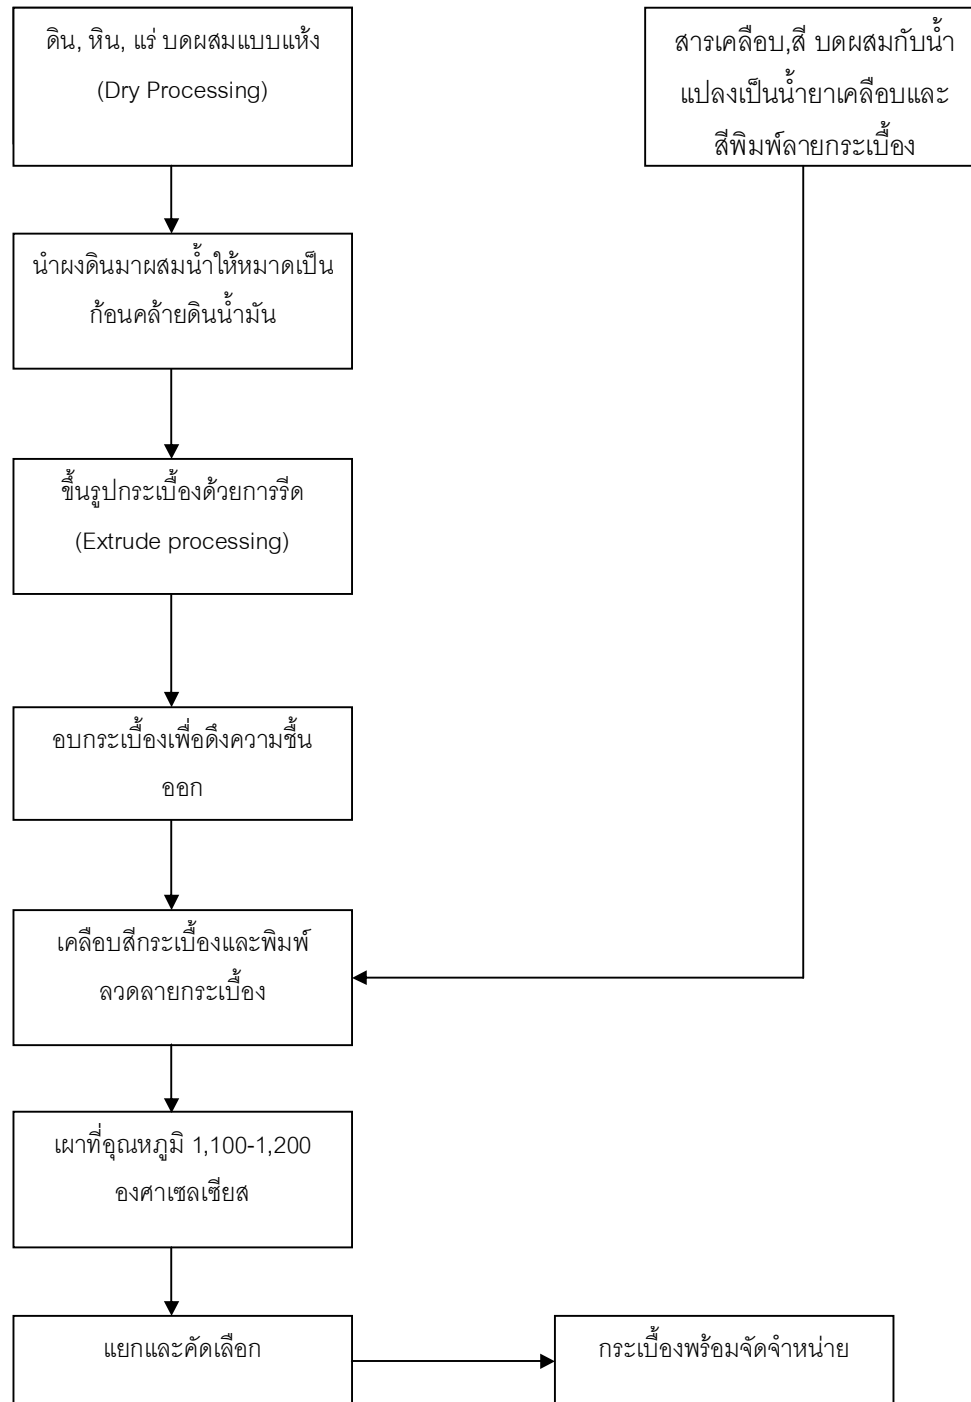 ดิน, หิน, แร่ บดผสมแบบแห้ง
(Dry Processing)
สารเคลือบ,สี บดผสมกับน้ำ
แปลงเป็นน้ำยาเคลือบและ
สีพิมพ์ลายกระเบื้อง
นำผงดินมาผสมน้ำให้หมาดเป็น
ก้อนคล้ายดินน้ำมัน
ขึ้นรูปกระเบื้องด้วยการรีด
(Extrude processing)
อบกระเบื้องเพื่อดึงความชื้น
ออก
เคลือบสีกระเบื้องและพิมพ์
ลวดลายกระเบื้อง
เผาที่อุณหภูมิ 1,100-1,200
องศาเซลเซียส
แยกและคัดเลือก
กระเบื้องพร้อมจัดจำหน่าย